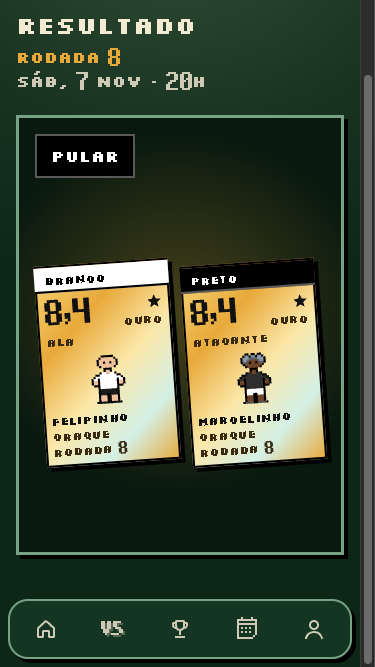 RESULTADO
RODADA 8
SÁB, 7 NOV · 20H
PULAR
BRANCO
8,4
OURO
ALA
FELIPINHO
CRAQUE
RODADA 8
PRETO
8,4
OURO
ATACANTE
MARCELINHO
CRAQUE
RODADA 8
VS